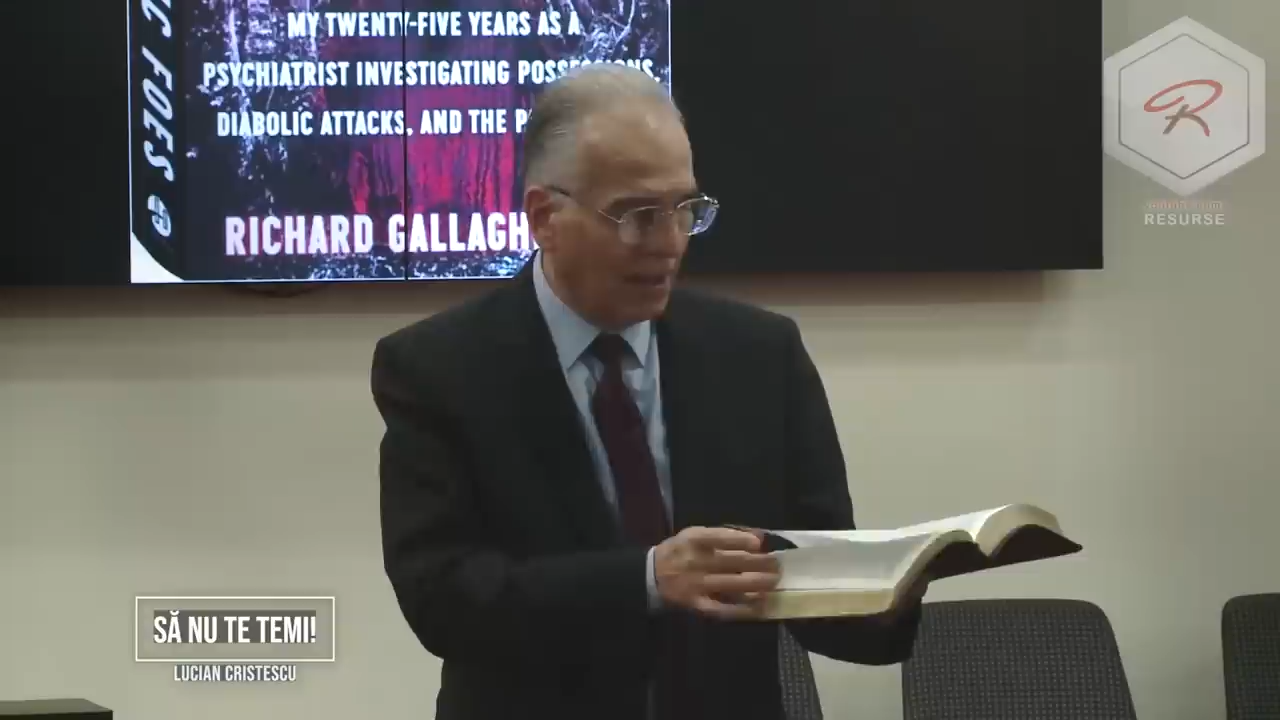 C FOES
MY TWENTY-FIVE YEARS AS A
PSYCHIATRIST INVESTIGATING
DIABOLIC ATTACKS, AND THE
RICHARD GALLAGH
R
RESURSE
SĂ NU TE TEMI!
LUCIAN CRISTESCU